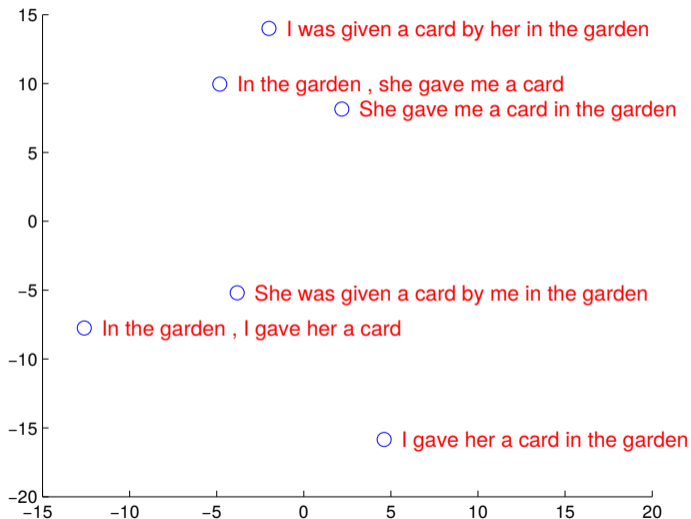 15
I was given a card by her in the garden
10
In the garden , she gave me a card
She gave me a card in the garden
5
0
−5
She was given a card by me in the garden
In the garden , I gave her a card
−10
−15
I gave her a card in the garden
−20
−15 −10 −5 0 5 10 15 20